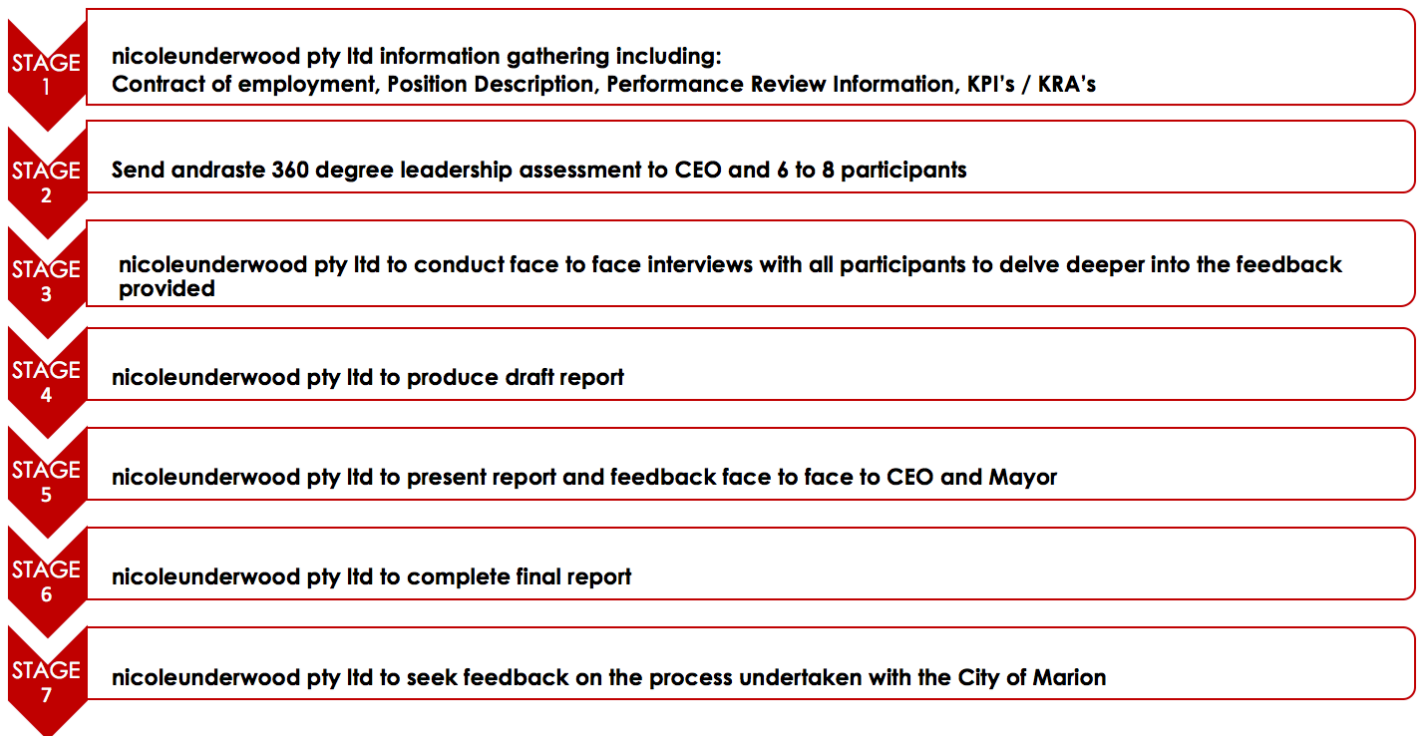 STAGE
1
nicoleunderwood pty ltd information gathering including:
Contract of employment, Position Description, Performance Review Information, KPI's / KRA's
STAGE
2
Send andraste 360 degree leadership assessment to CEO and 6 to 8 participants
STAGE
3
nicoleunderwood pty ltd to conduct face to face interviews with all participants to delve deeper into the feedback
provided
STAGE
4
nicoleunderwood pty ltd to produce draft report
STAGE
5
nicoleunderwood pty ltd to present report and feedback face to face to CEO and Mayor
STAGE
6
nicoleunderwood pty ltd to complete final report
STAGE
7
nicoleunderwood pty ltd to seek feedback on the process undertaken with the City of Marion